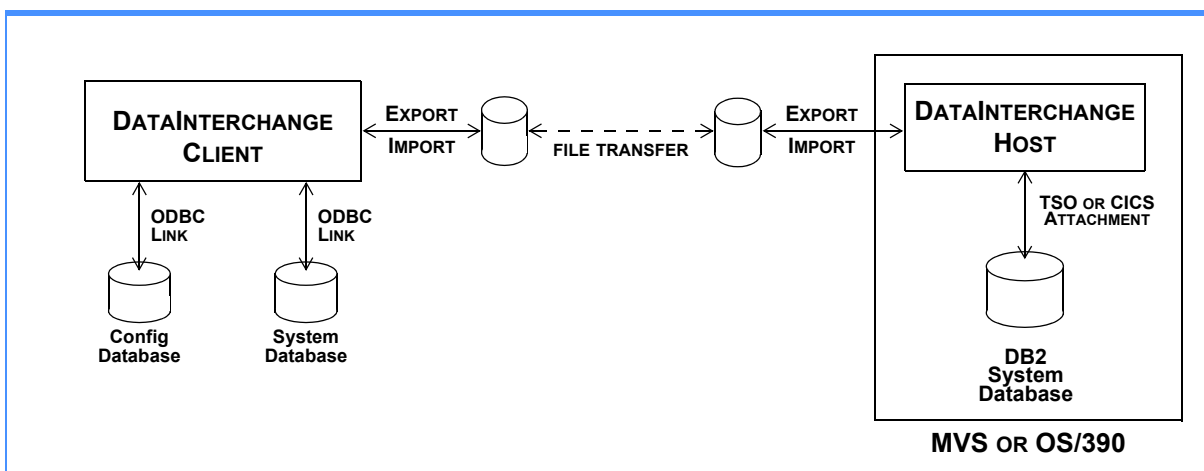 DATAINTERCHANGE
CLIENT
EXPORT
IMPORT
FILE TRANSFER
EXPORT
IMPORT
DATAINTERCHANGE
HOST
ODBC
LINK
ODBC
LINK
TSO OR CICS
ATTACHMENT
Config
Database
System
Database
DB2
System
Database
MVS OR OS/390